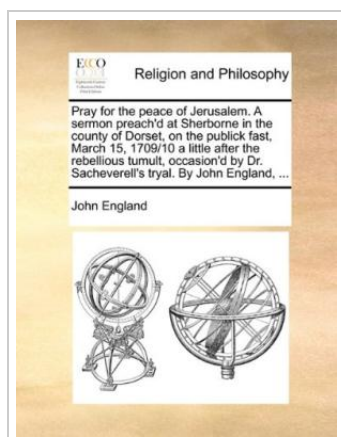 ECCO
Religion and Philosophy
Pray for the peace of Jerusalem. A
sermon preach'd at Sherborne in the
county of Dorset, on the publick fast,
March 15, 1709/10 a little after the
rebellious tumult, occasion'd by Dr.
Sacheverell's tryal. By John England, ...
John England